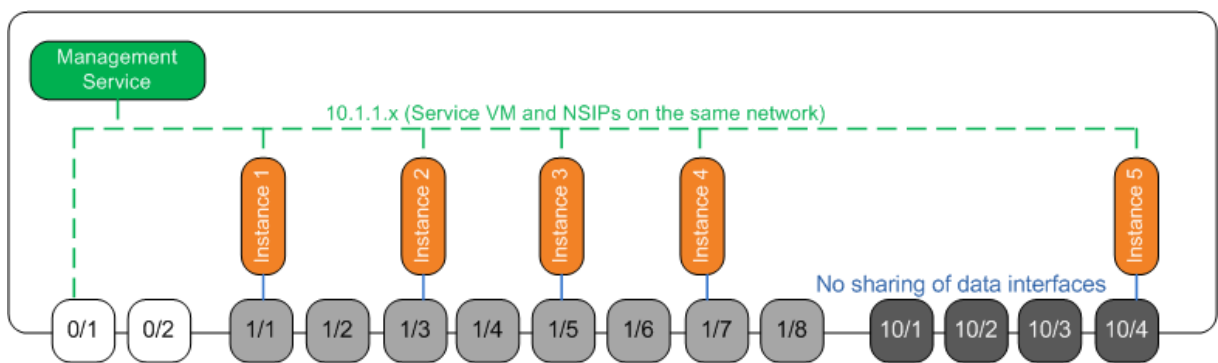 Management
Service
10.1.1.x (Service VM and NSIPs on the same network)
Instance 1
Instance 2
Instance 3
Instance 4
Instance 5
No sharing of data interfaces
0/1 0/2 1/1 1/2 1/3 1/4 1/5 1/6 1/7 1/8 10/1 10/2 10/3 10/4